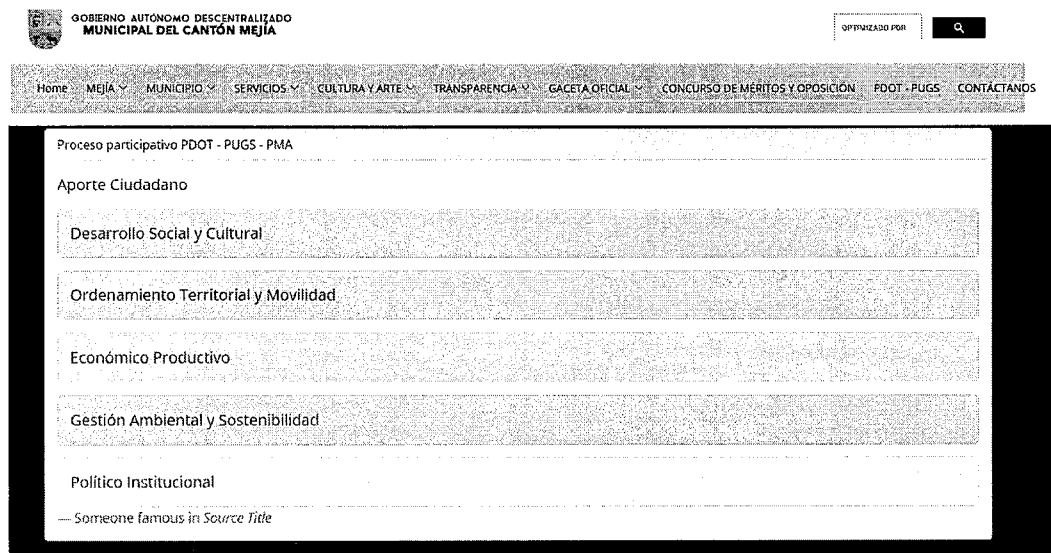 GOBIERNO AUTÓNOMO DESCENTRALIZADO
MUNICIPAL DEL CANTÓN MEJÍA
OPTIMIZADO POR
Home MEJÍA MUNICIPIO SERVICIOS CULTURA Y ARTE TRANSPARENCIA GACETA OFICIAL CONCURSO DE MÉRITOS Y OPOSICIÓN PDOT - PUGS CONTÁCTANOS
Proceso participativo PDOT - PUGS - PMA
Aporte Ciudadano
Desarrollo Social y Cultural
Ordenamiento Territorial y Movilidad
Económico Productivo
Gestión Ambiental y Sostenibilidad
Político Institucional
— Someone famous in Source Title